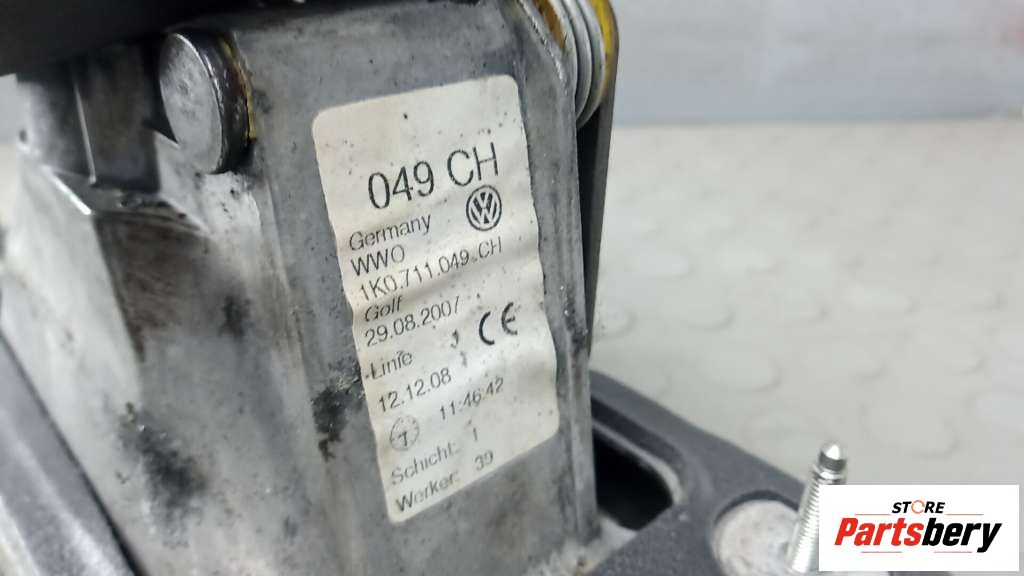 049 CH
Germany
WWO
1K0.711.049 CH
Golf
29.08.2007
Linie
12.12.08
11:46:42
Schicht: 1
Werker: 39
STORE
Partsbery